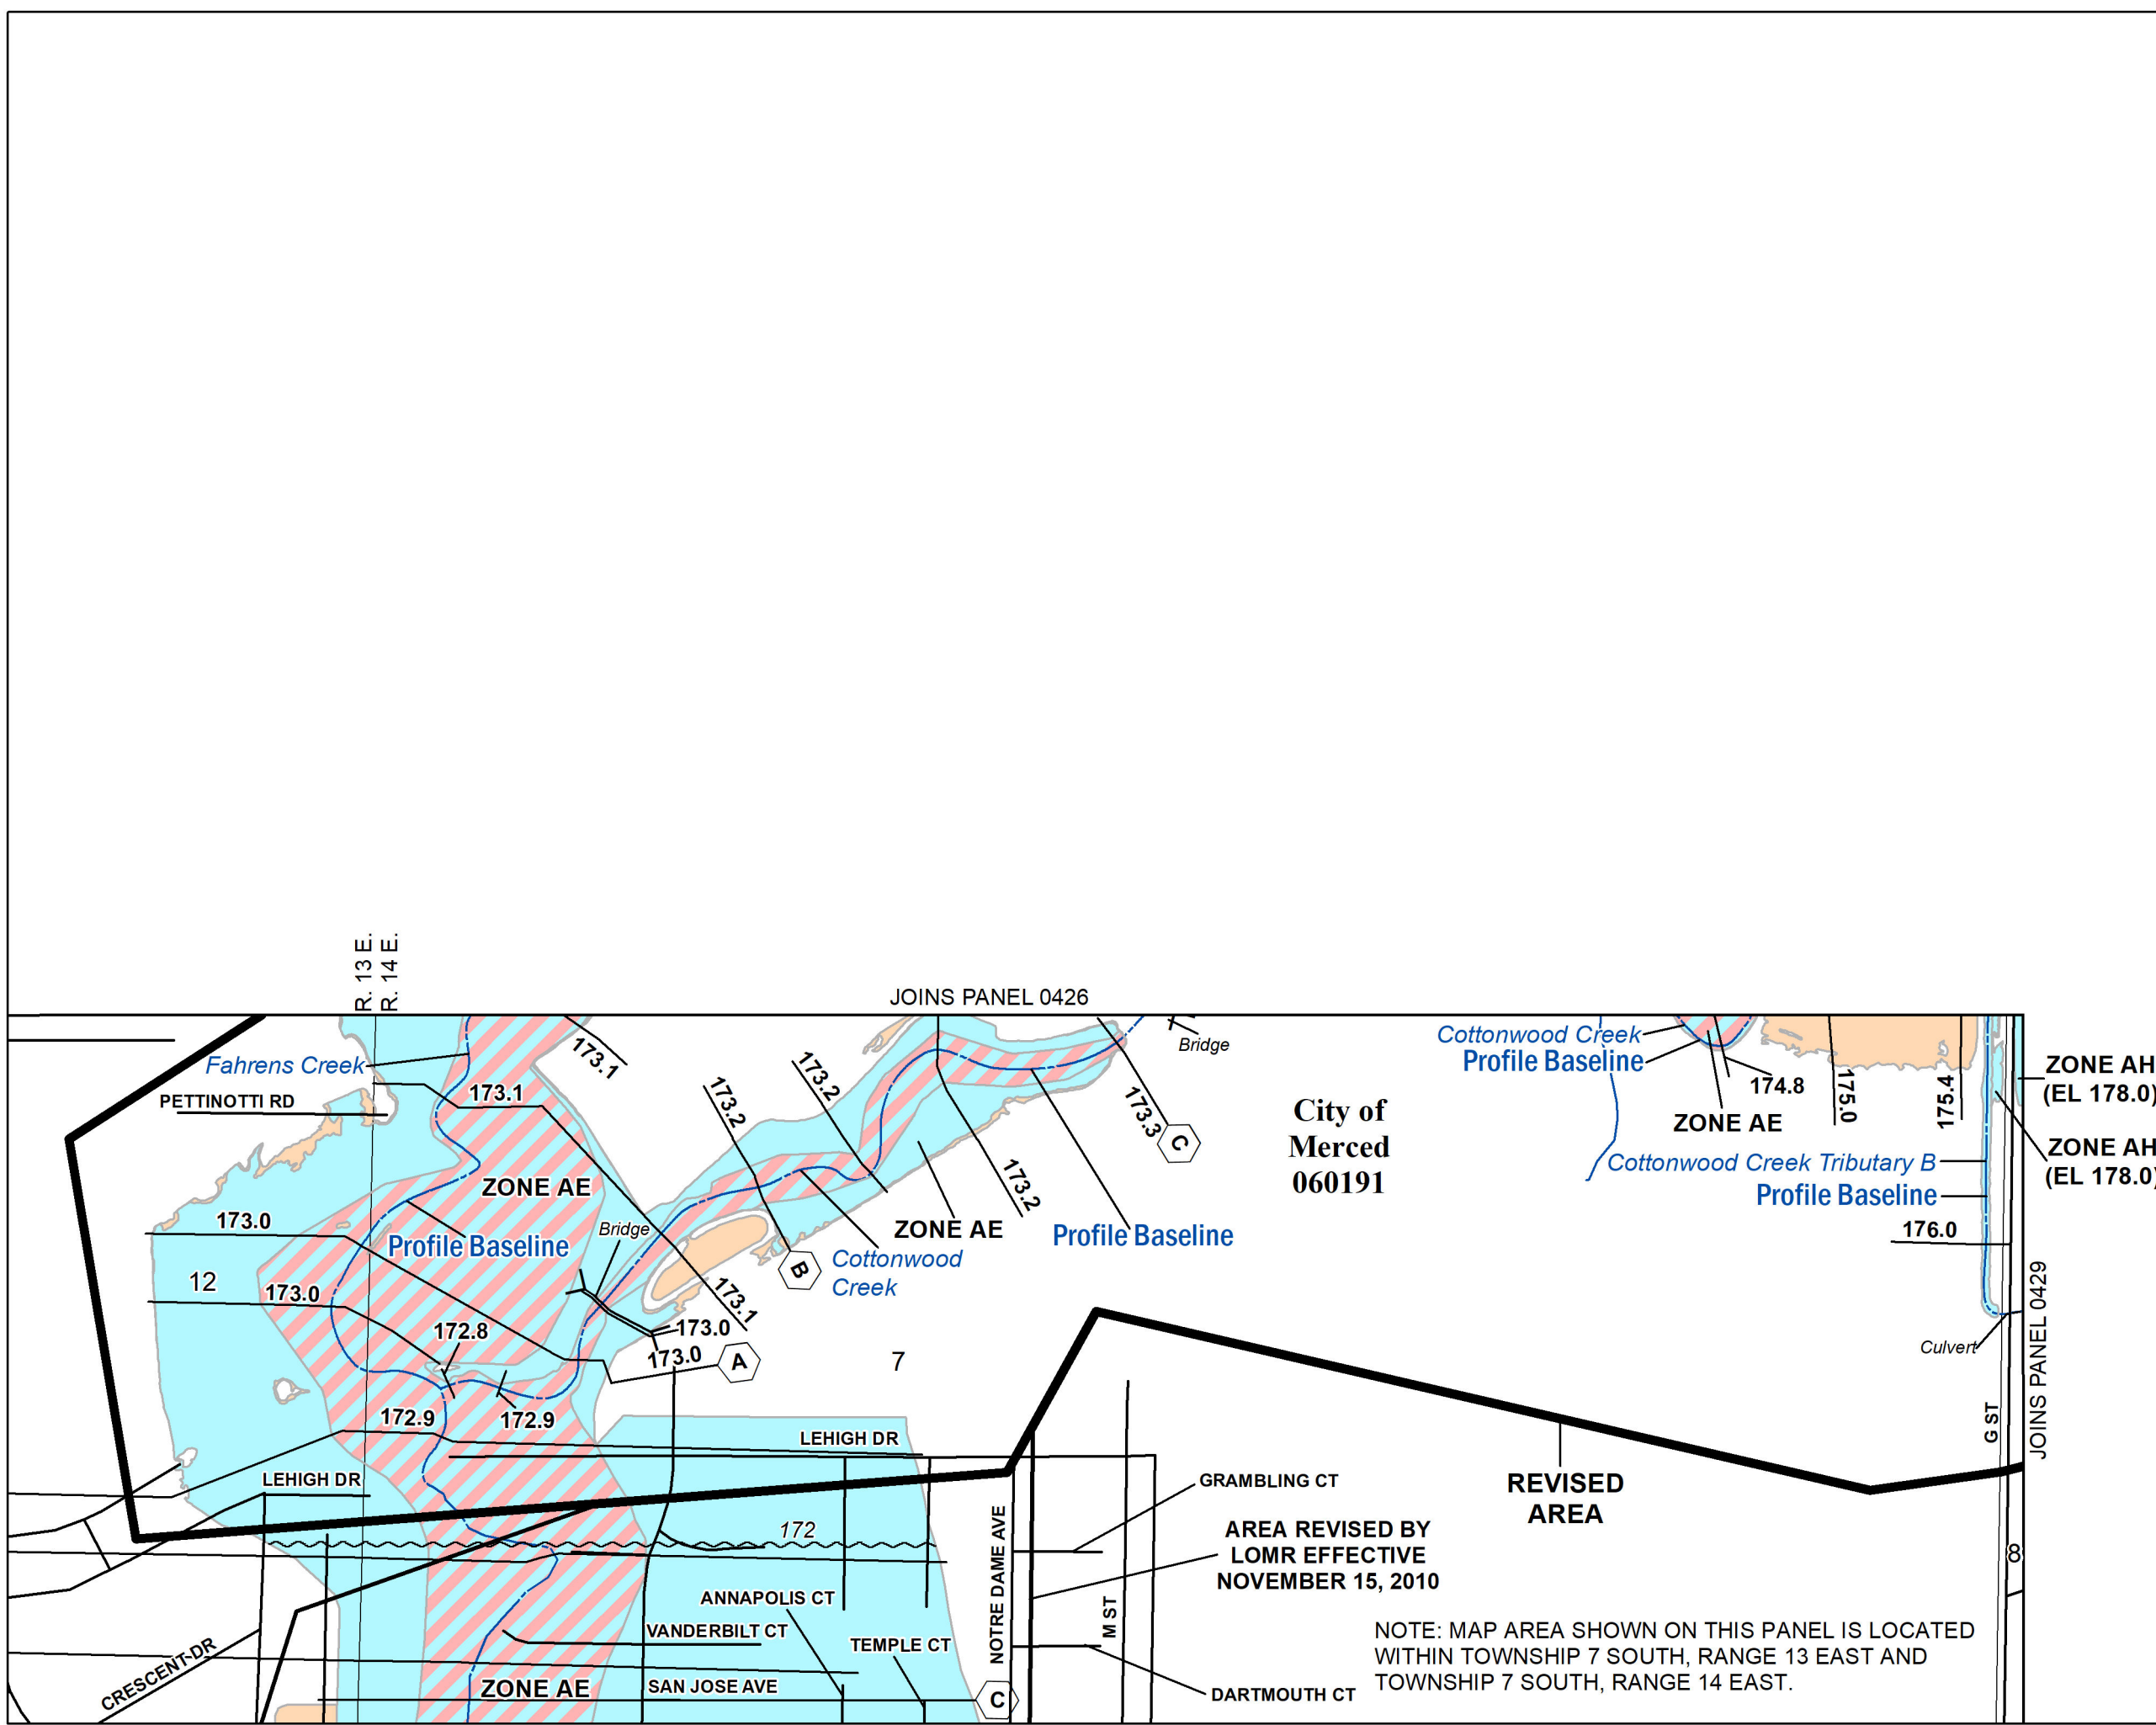 R. 13 E.
R. 14 E.
JOINS PANEL 0426
Fahrens Creek
PETTINOTTI RD
173.1
173.1
173.2
173.2
173.3
C
Bridge
City of
Merced
060191
Cottonwood Creek
Profile Baseline
174.8
ZONE AE
175.0
175.4
ZONE AH
(EL 178.0)
ZONE AH
(EL 178.0)
Cottonwood Creek Tributary B
Profile Baseline
176.0
ZONE AE
173.0
Profile Baseline
Bridge
12
173.0
172.8
173.2
ZONE AE
Profile Baseline
B
Cottonwood
Creek
173.1
173.0
173.0
A
7
JOINS PANEL 0429
Culvert
G ST
172.9
172.9
LEHIGH DR
LEHIGH DR
GRAMBLING CT
REVISED
AREA
172
AREA REVISED BY
LOMR EFFECTIVE
NOVEMBER 15, 2010
8
NOTRE DAME AVE
M ST
ANNAPOLIS CT
VANDERBILT CT
TEMPLE CT
CRESCENT DR
ZONE AE
SAN JOSE AVE
C
DARTMOUTH CT
NOTE: MAP AREA SHOWN ON THIS PANEL IS LOCATED
WITHIN TOWNSHIP 7 SOUTH, RANGE 13 EAST AND
TOWNSHIP 7 SOUTH, RANGE 14 EAST.